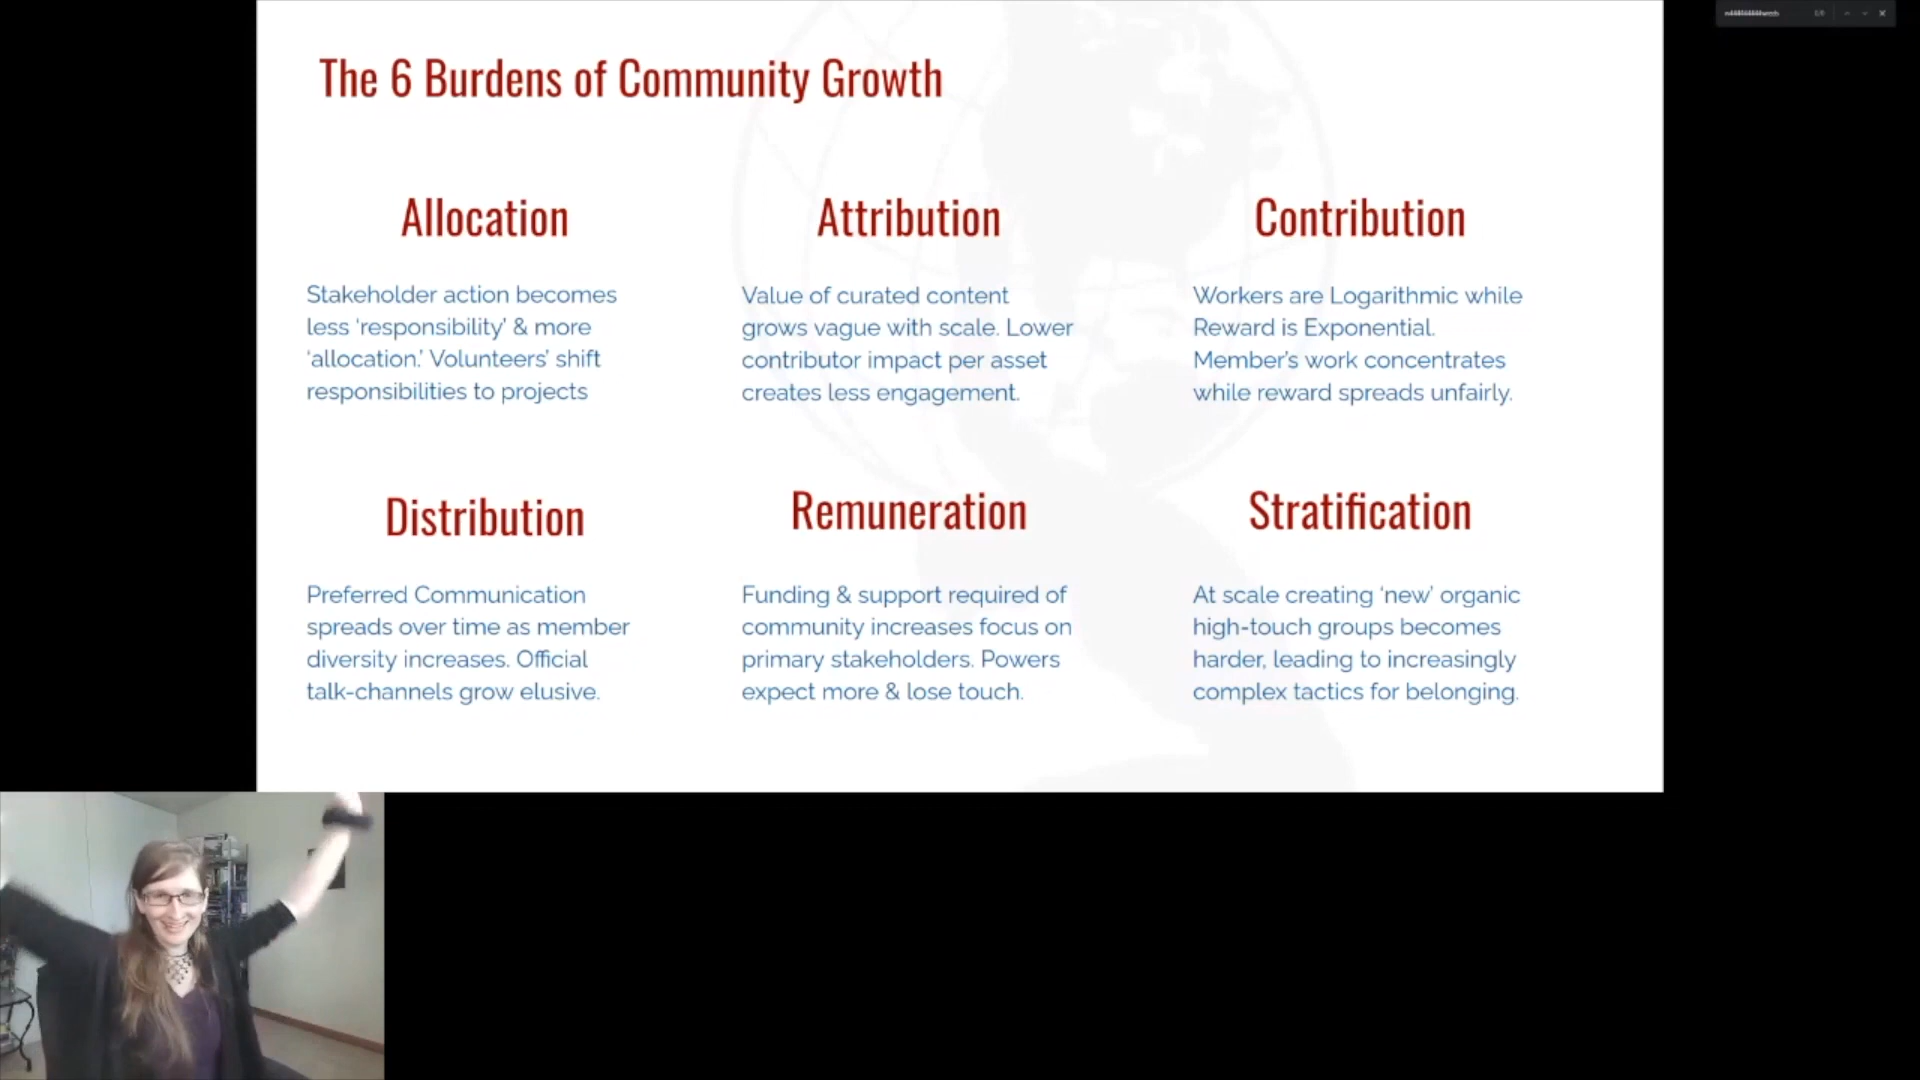 The 6 Burdens of Community Growth
Allocation
Stakeholder action becomes
less ‘responsibility’ & more
‘allocation.’ Volunteers’ shift
responsibilities to projects
Attribution
Value of curated content
grows vague with scale. Lower
contributor impact per asset
creates less engagement.
Contribution
Workers are Logarithmic while
Reward is Exponential.
Member’s work concentrates
while reward spreads unfairly.
Distribution
Preferred Communication
spreads over time as member
diversity increases. Official
talk-channels grow elusive.
Remuneration
Funding & support required of
community increases focus on
primary stakeholders. Powers
expect more & lose touch.
Stratification
At scale creating ‘new’ organic
high-touch groups becomes
harder, leading to increasingly
complex tactics for belonging.